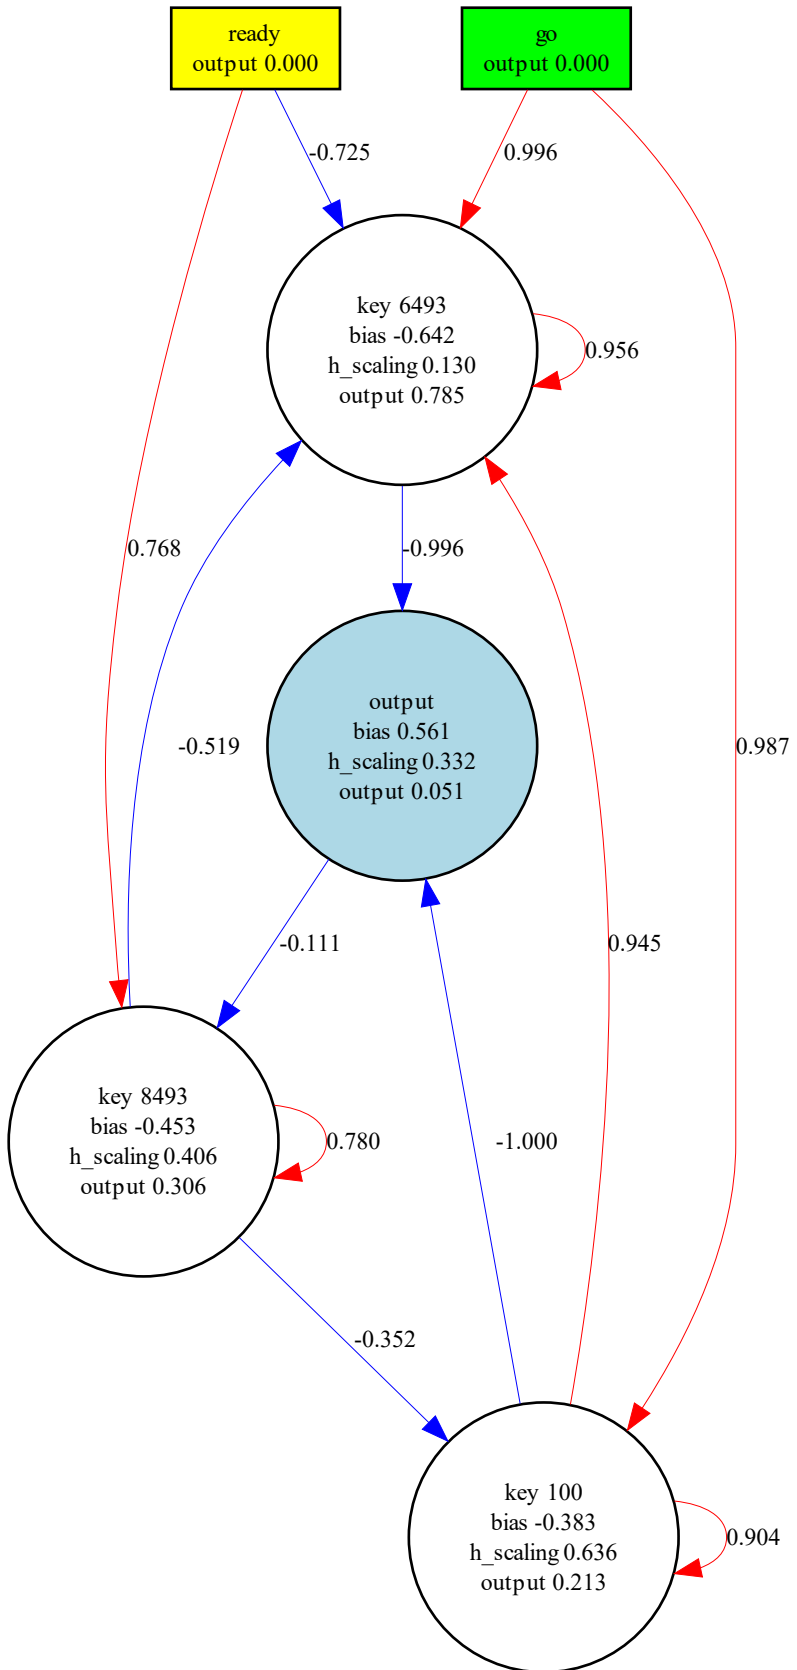 ready
output 0.000
go
output 0.000
-0.725
0.996
key 6493
bias -0.642
h_scaling 0.130
output 0.785
0.956
0.768
-0.996
output
bias 0.561
h_scaling 0.332
output 0.051
-0.519
0.987
-0.111
0.945
key 8493
bias -0.453
h_scaling 0.406
output 0.306
0.780
-1.000
-0.352
key 100
bias -0.383
h_scaling 0.636
output 0.213
0.904